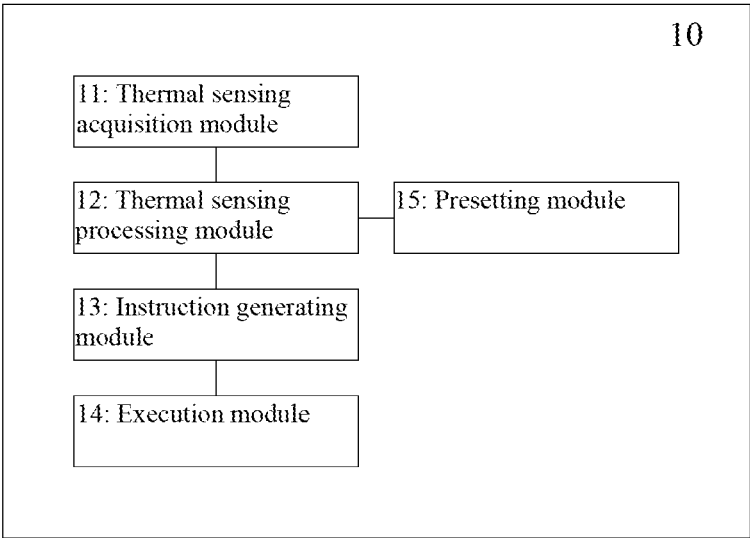 10
11: Thermal sensing
acquisition module
12: Thermal sensing
processing module
15: Presetting module
13: Instruction generating
module
14: Execution module